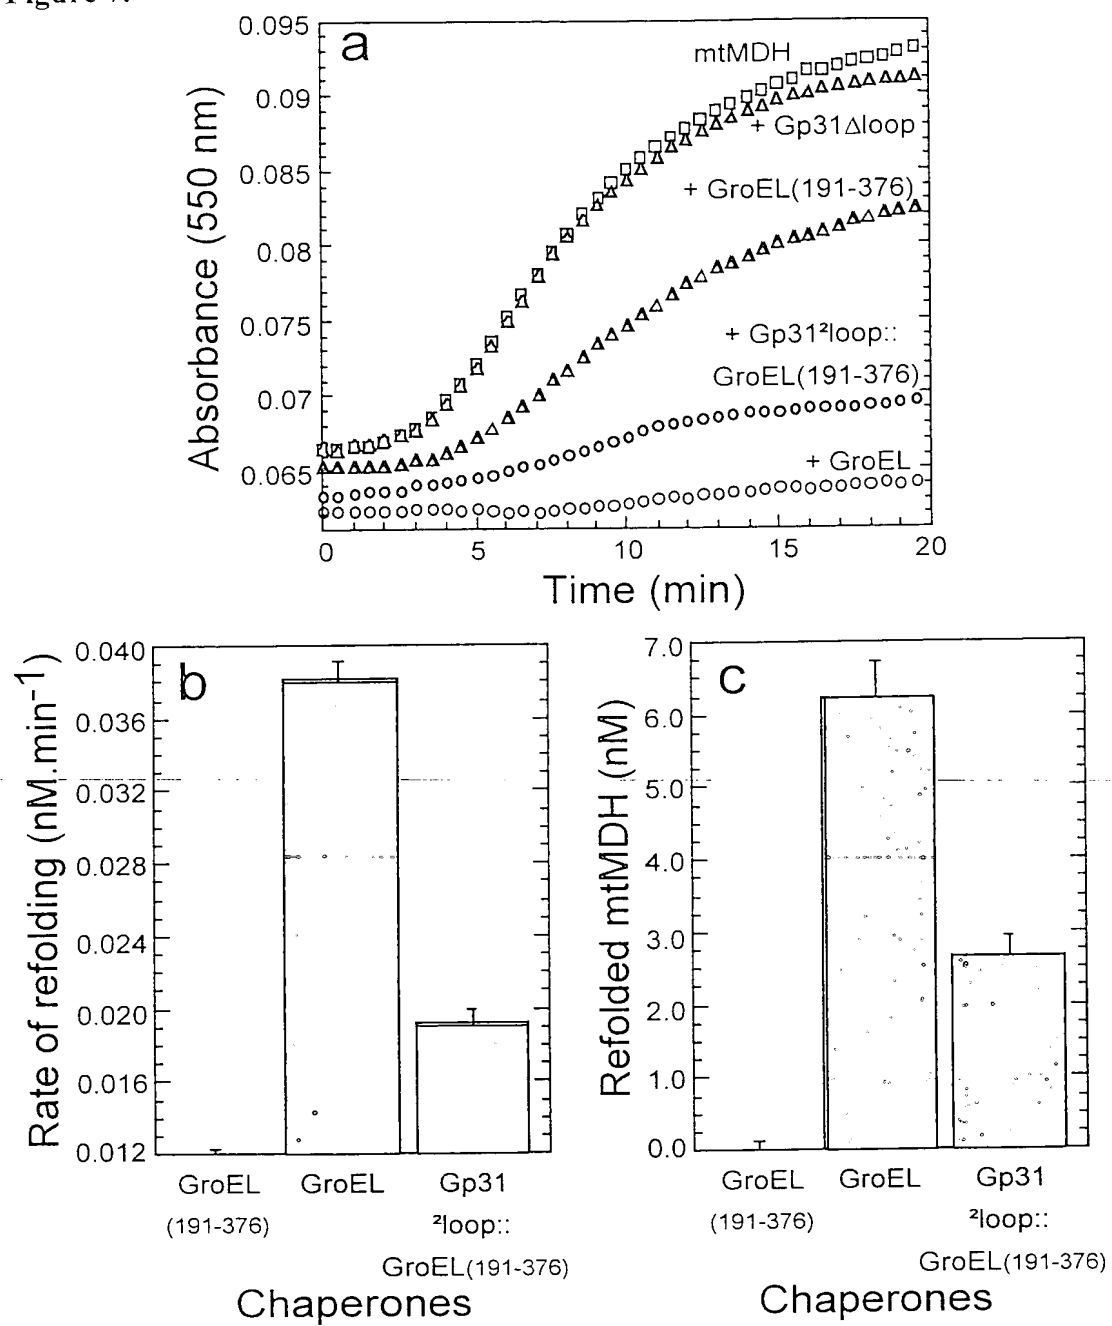 a
Absorbance (550 nm)
0.095
0.09
0.085
0.08
0.075
0.07
0.065
mtMDH
+ Gp31Δloop
+ GroEL(191-376)
+ Gp31²loop::
GroEL(191-376)
+ GroEL
0 5 10 15 20
Time (min)
b
Rate of refolding (nM.min⁻¹)
0.040
0.036
0.032
0.028
0.024
0.020
0.016
0.012
GroEL GroEL Gp31
(191-376) ²loop::
GroEL(191-376)
Chaperones
c
Refolded mtMDH (nM)
7.0
6.0
5.0
4.0
3.0
2.0
1.0
0.0
GroEL GroEL Gp31
(191-376) ²loop::
GroEL(191-376)
Chaperones